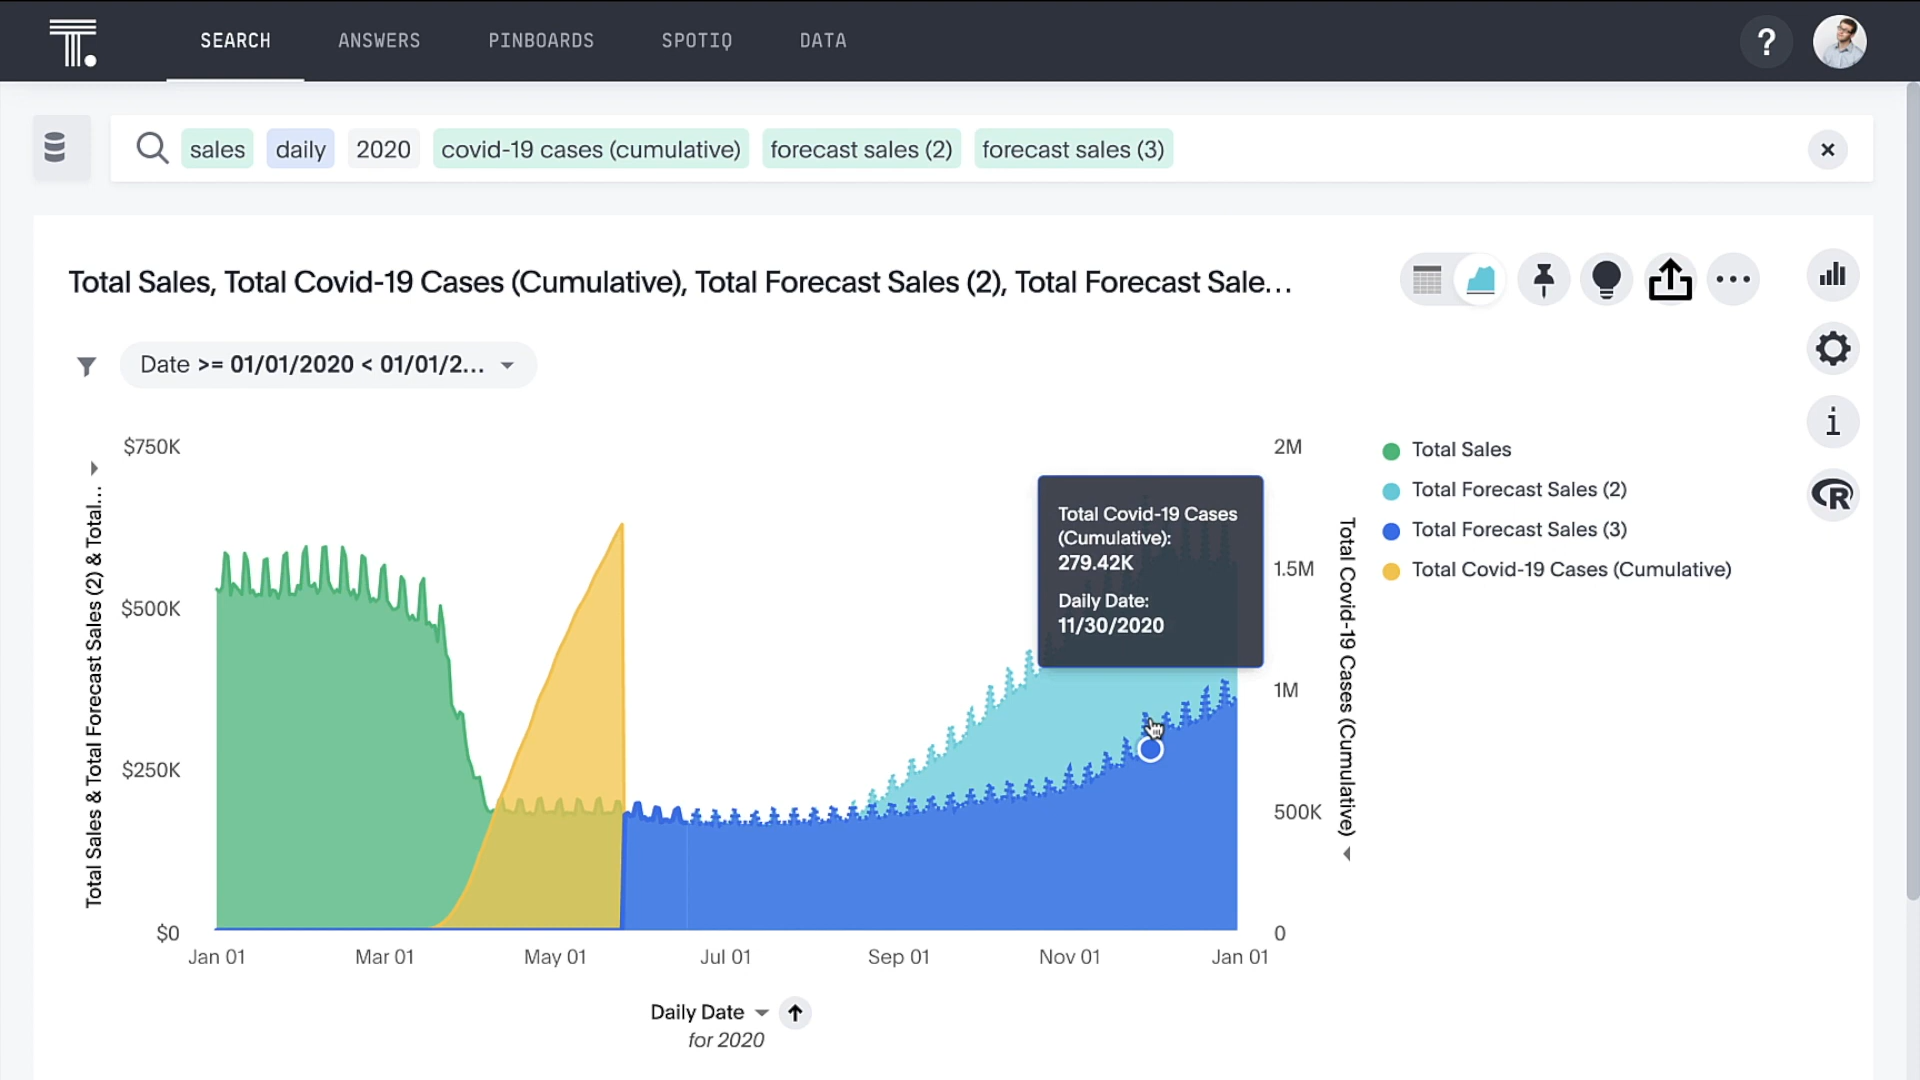 T.
SEARCH
ANSWERS
PINBOARDS
SPOTIQ
DATA
?
sales daily 2020 covid-19 cases (cumulative) forecast sales (2) forecast sales (3)
Total Sales, Total Covid-19 Cases (Cumulative), Total Forecast Sales (2), Total Forecast Sale...
Date >= 01/01/2020 < 01/01/2...
i
R
Total Sales & Total Forecast Sales (2) & Total...
$750K
$500K
$250K
$0
2M
1.5M
1M
500K
0
Total Covid-19 Cases (Cumulative)
Total Covid-19 Cases
(Cumulative):
279.42K
Daily Date:
11/30/2020
Total Sales
Total Forecast Sales (2)
Total Forecast Sales (3)
Total Covid-19 Cases (Cumulative)
Jan 01
Mar 01
May 01
Jul 01
Sep 01
Nov 01
Jan 01
Daily Date
for 2020